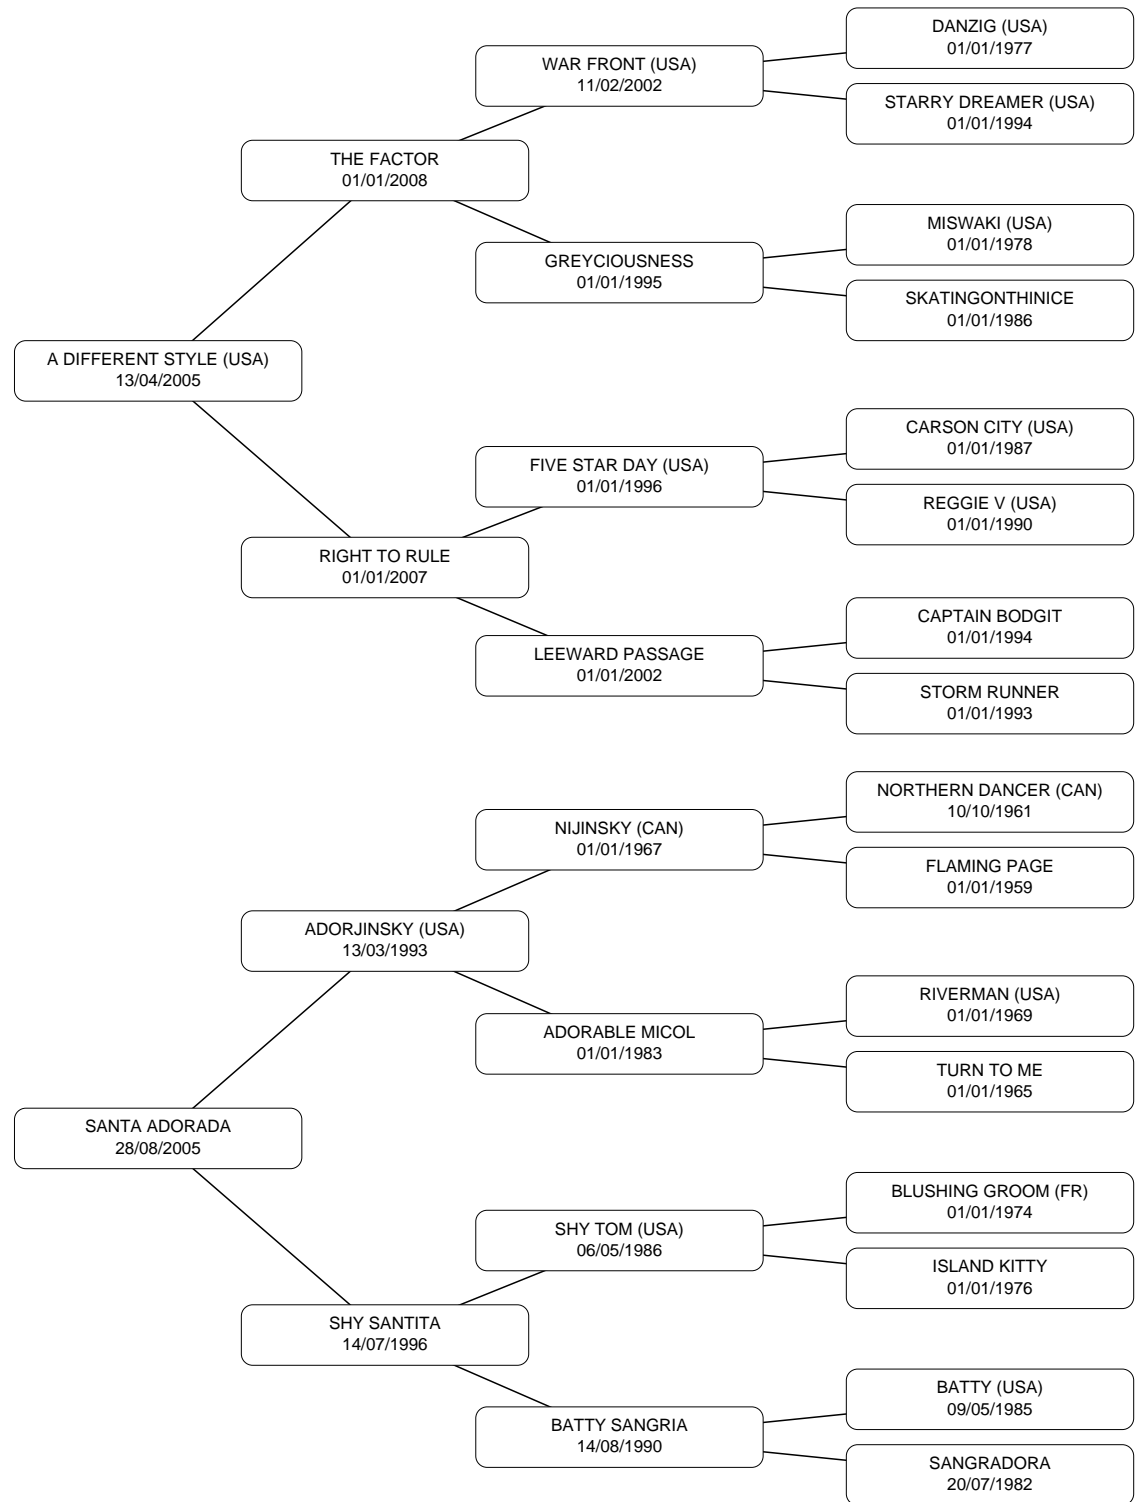 DANZIG (USA)
01/01/1977
WAR FRONT (USA)
11/02/2002
STARRY DREAMER (USA)
01/01/1994
THE FACTOR
01/01/2008
MISWAKI (USA)
01/01/1978
GREYCIOUSNESS
01/01/1995
SKATINGONTHINICE
01/01/1986
A DIFFERENT STYLE (USA)
13/04/2005
CARSON CITY (USA)
01/01/1987
FIVE STAR DAY (USA)
01/01/1996
REGGIE V (USA)
01/01/1990
RIGHT TO RULE
01/01/2007
CAPTAIN BODGIT
01/01/1994
LEEWARD PASSAGE
01/01/2002
STORM RUNNER
01/01/1993
NORTHERN DANCER (CAN)
10/10/1961
NIJINSKY (CAN)
01/01/1967
FLAMING PAGE
01/01/1959
ADORJINSKY (USA)
13/03/1993
RIVERMAN (USA)
01/01/1969
ADORABLE MICOL
01/01/1983
TURN TO ME
01/01/1965
SANTA ADORADA
28/08/2005
BLUSHING GROOM (FR)
01/01/1974
SHY TOM (USA)
06/05/1986
ISLAND KITTY
01/01/1976
SHY SANTITA
14/07/1996
BATTY (USA)
09/05/1985
BATTY SANGRIA
14/08/1990
SANGRADORA
20/07/1982